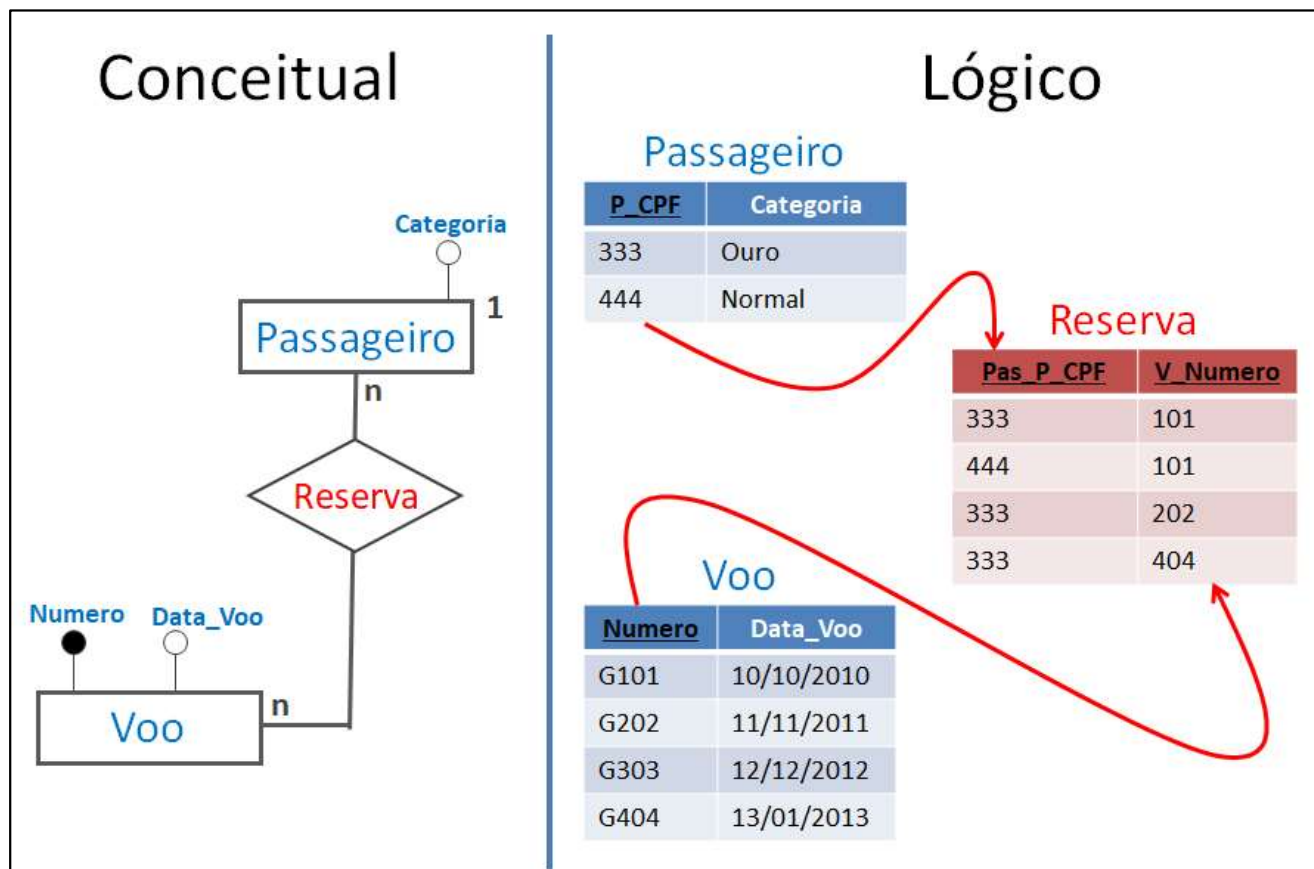 Conceitual
Categoria
Passageiro
1
n
Reserva
Numero
Data_Voo
Voo
n
Lógico
Passageiro
P_CPF Categoria
333 Ouro
444 Normal
Reserva
Pas_P_CPF V_Numero
333 101
444 101
333 202
333 404
Voo
Numero Data_Voo
G101 10/10/2010
G202 11/11/2011
G303 12/12/2012
G404 13/01/2013